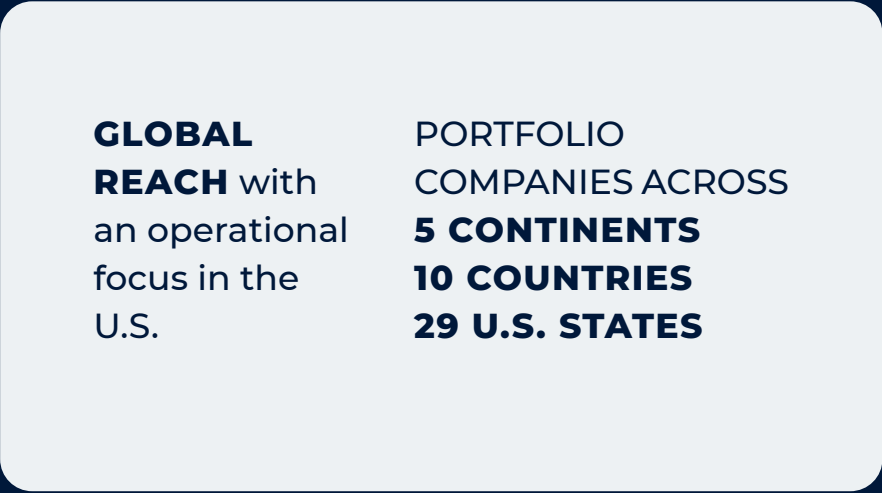 GLOBAL
REACH with
an operational
focus in the
U.S.
PORTFOLIO
COMPANIES ACROSS
5 CONTINENTS
10 COUNTRIES
29 U.S. STATES